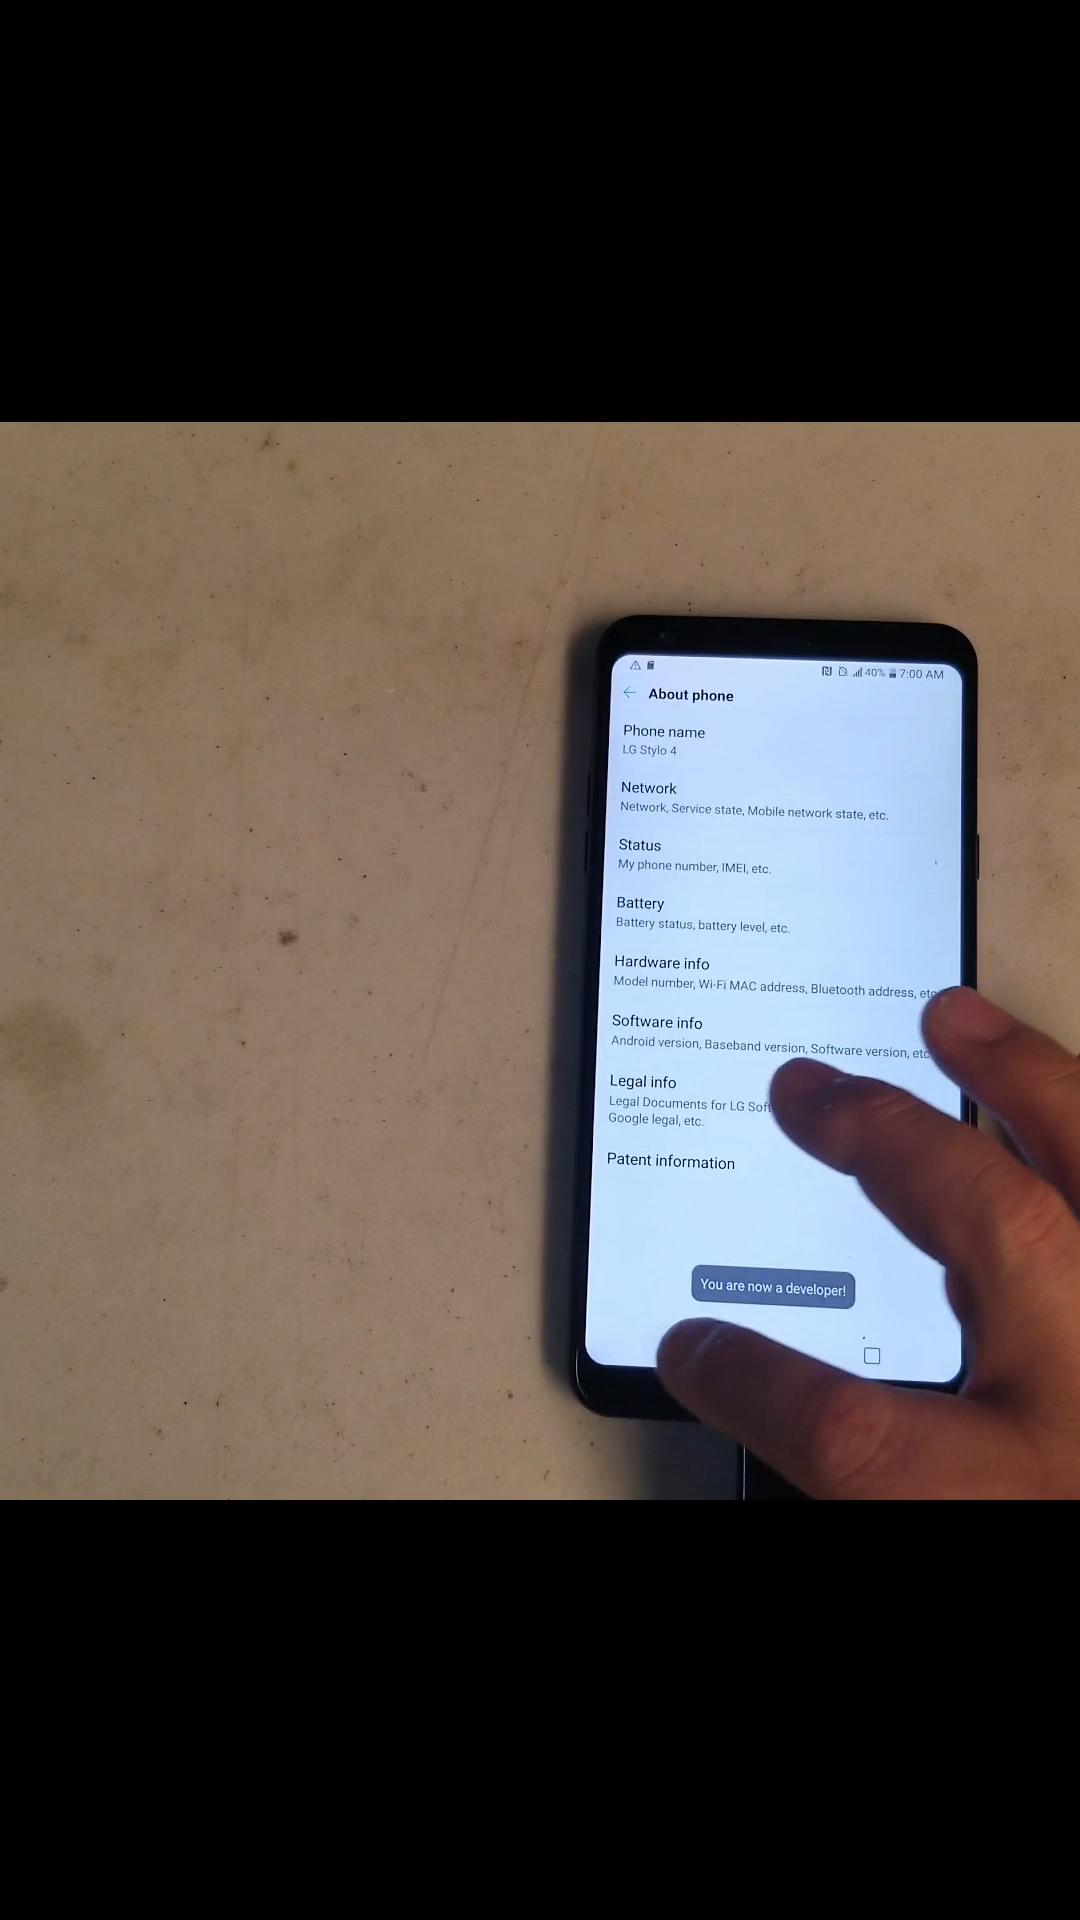 40% 7:00 AM
About phone
Phone name
LG Stylo 4
Network
Network, Service state, Mobile network state, etc.
Status
My phone number, IMEI, etc.
Battery
Battery status, battery level, etc.
Hardware info
Model number, Wi-Fi MAC address, Bluetooth address, etc
Software info
Android version, Baseband version, Software version, etc
Legal info
Legal Documents for LG
Google legal, etc.
Patent information
You are now a developer!